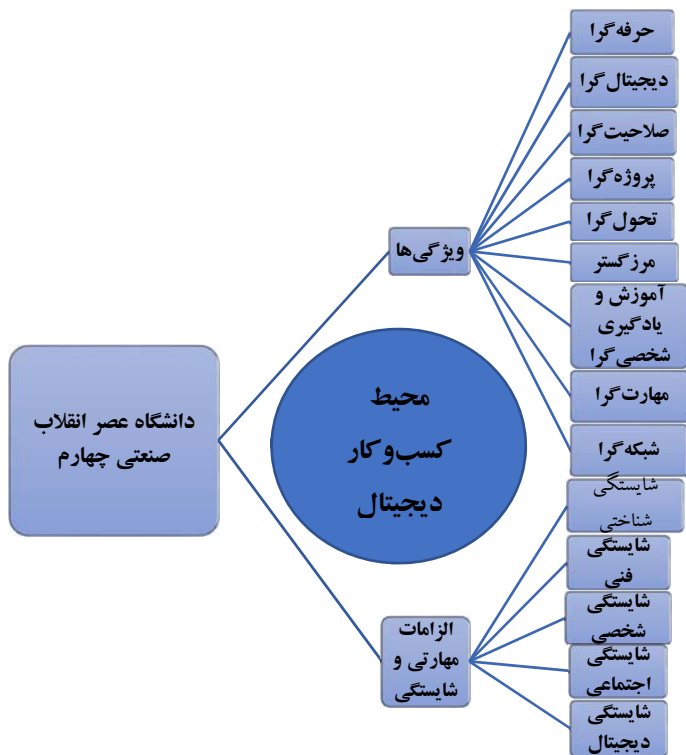 دانشگاه عصر انقلاب
صنعتی چهارم
محیط
کسب‌وکار
دیجیتال
ویژگی‌ها
حرفه‌گرا
دیجیتال‌گرا
صلاحیت‌گرا
پروژه‌گرا
تحول‌گرا
مرزگستر
آموزش و
یادگیری
شخصی‌گرا
مهارت‌گرا
شبکه‌گرا
الزامات
مهارتی و
شایستگی
شایستگی
شناختی
شایستگی
فنی
شایستگی
شخصی
شایستگی
اجتماعی
شایستگی
دیجیتال